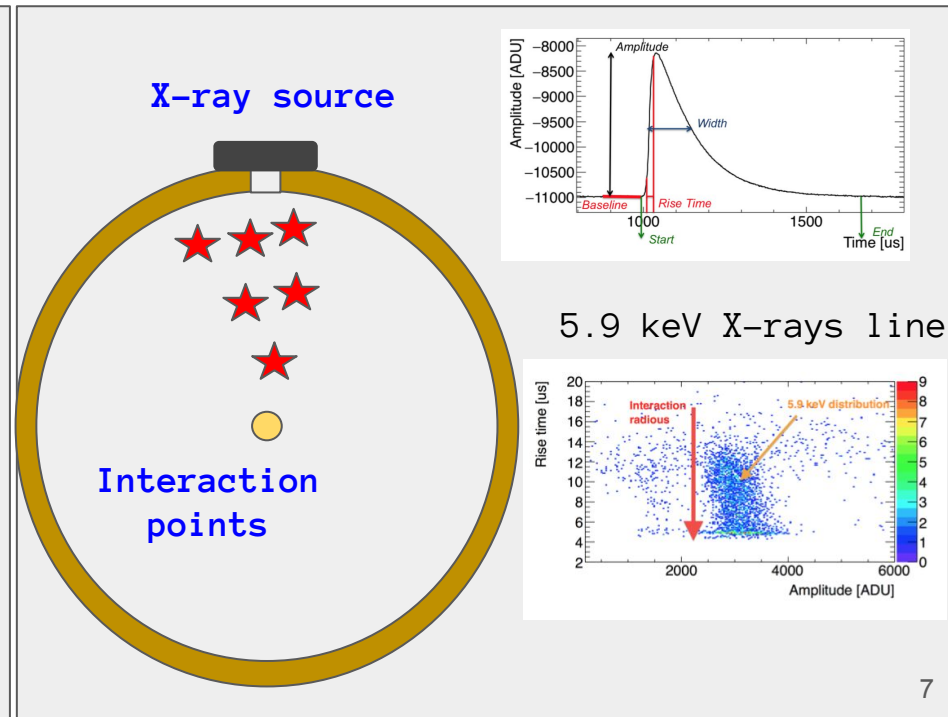 X-ray source
Interaction
points
Amplitude [ADU]
−8000
−8500
−9000
−9500
−10000
−10500
−11000
Amplitude
Width
Baseline
Rise Time
Start
End
1000
1500
Time [us]
5.9 keV X-rays line
Rise time [us]
20
18
16
14
12
10
8
6
4
2
Interaction
radious
5.9 keV distribution
9
8
7
6
5
4
3
2
1
0
2000
4000
6000
Amplitude [ADU]
7